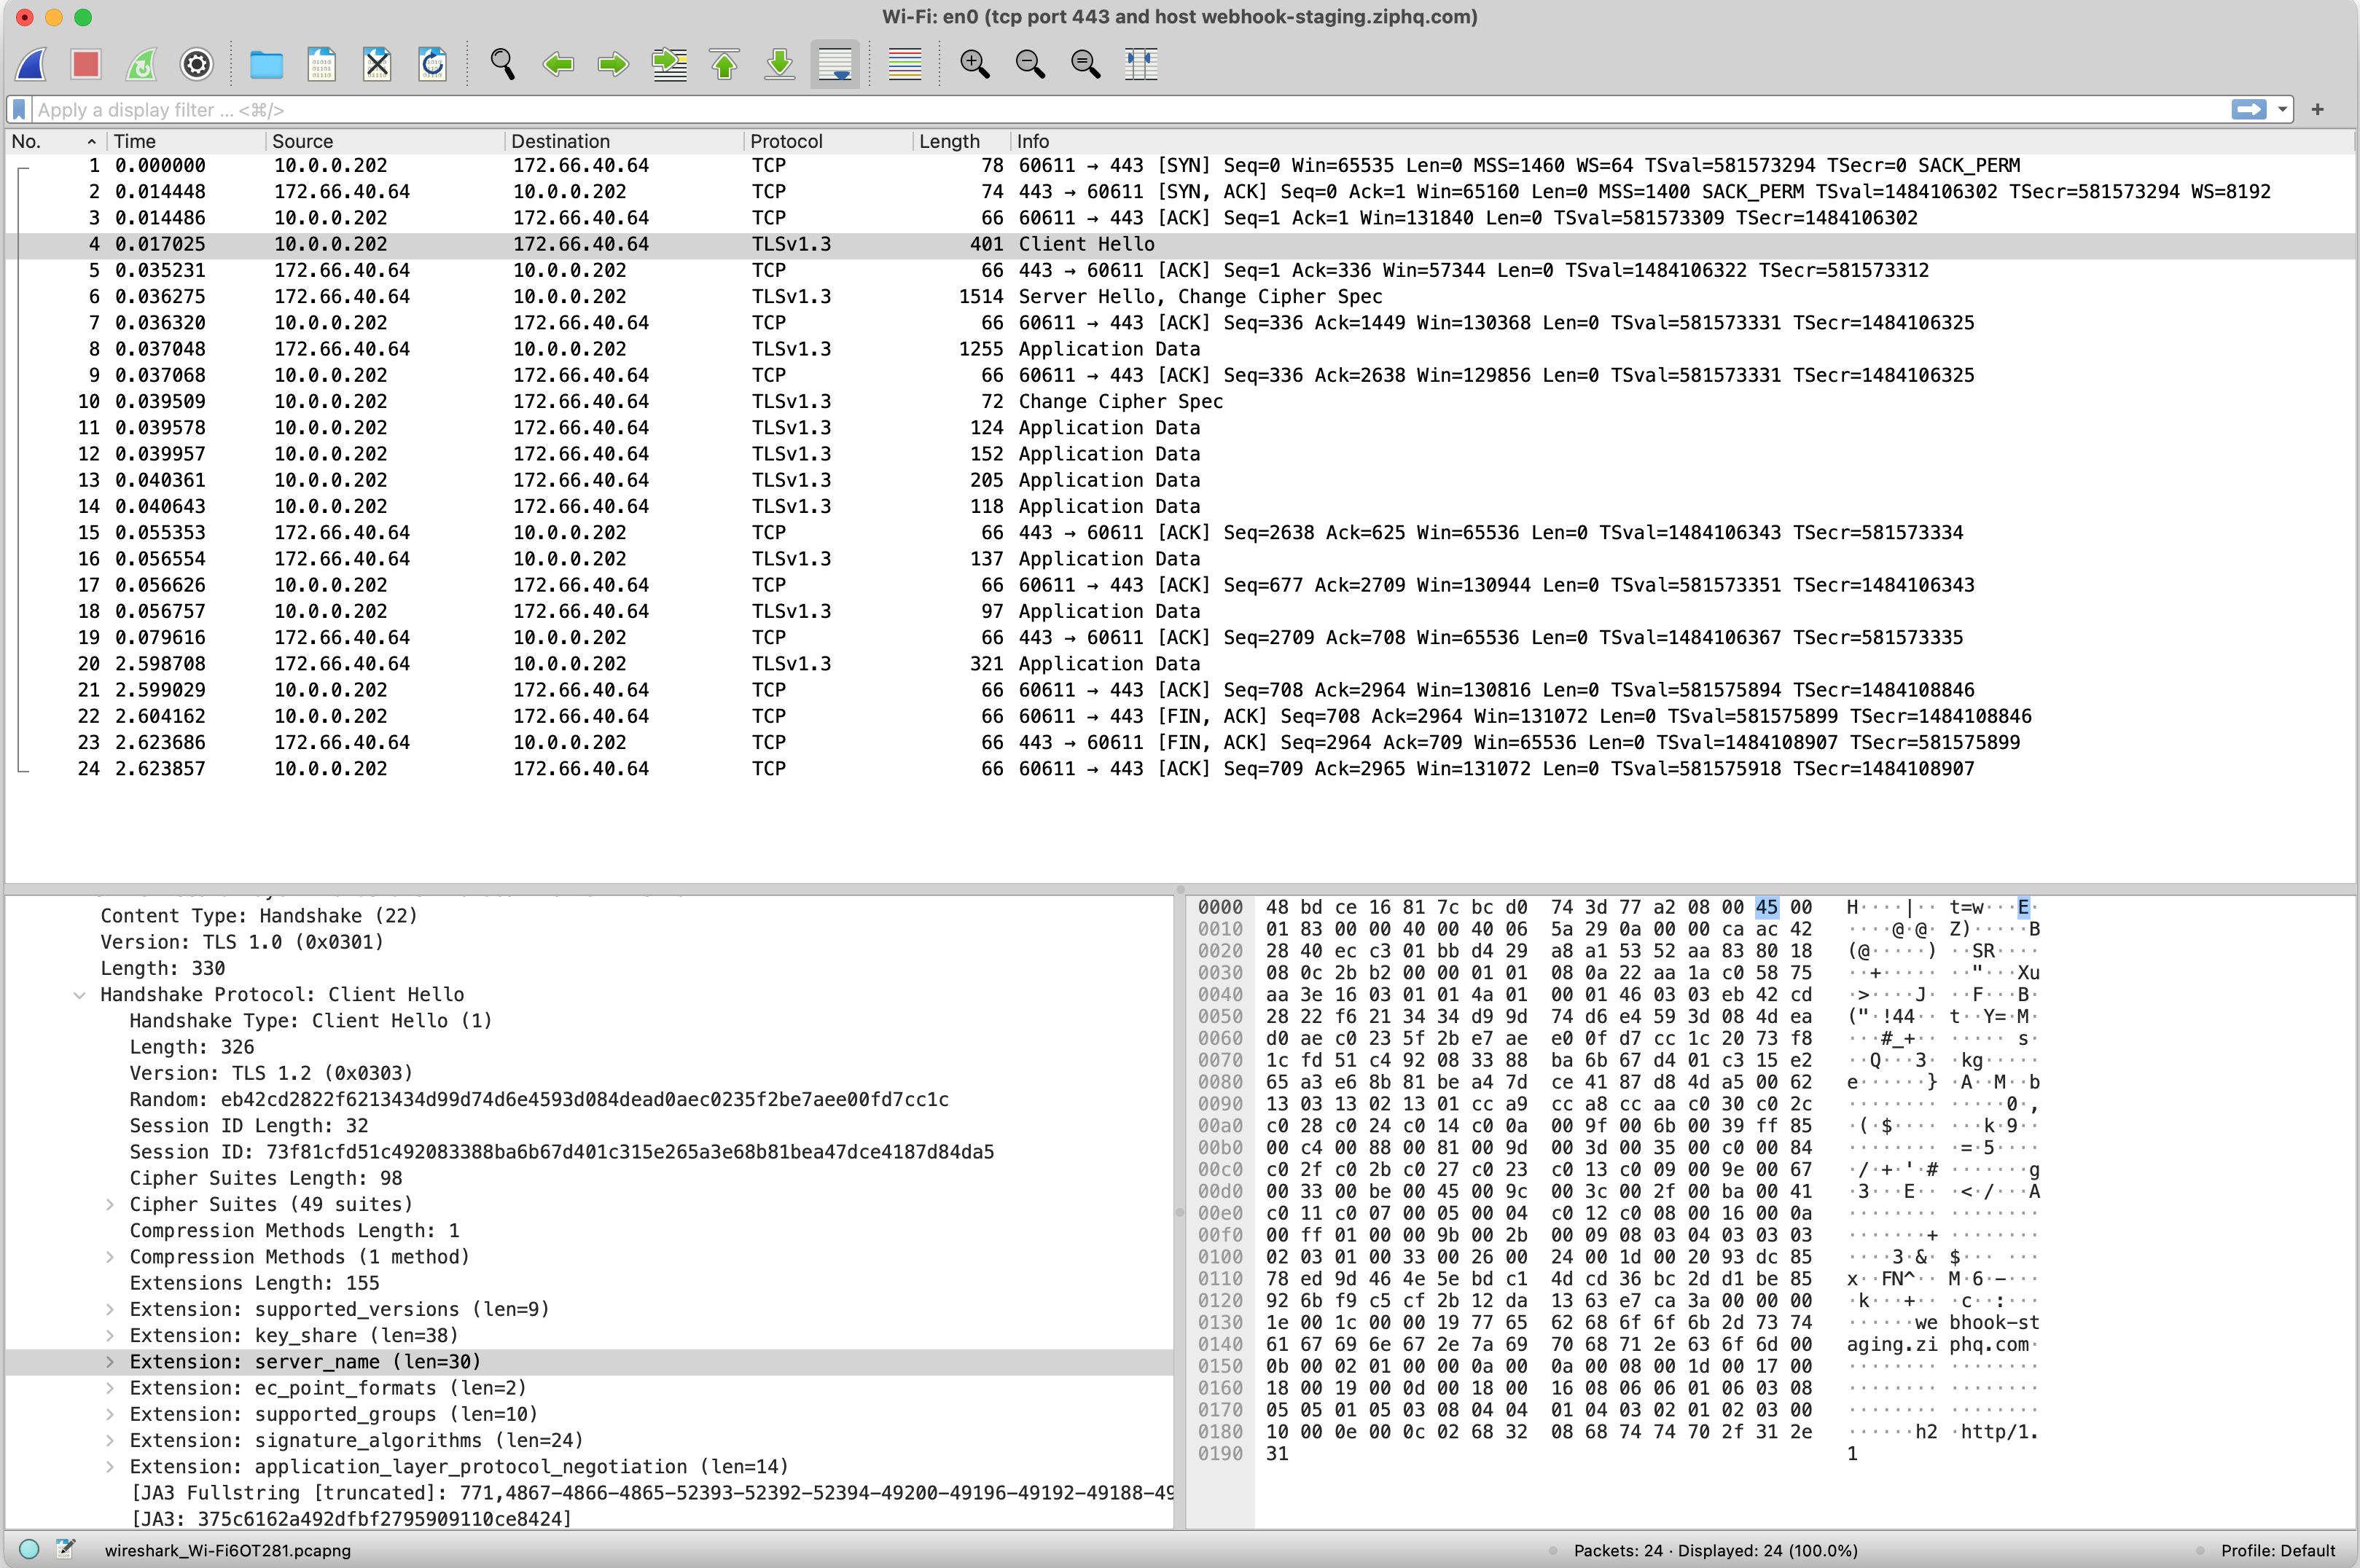 Wi-Fi: en0 (tcp port 443 and host webhook-staging.ziphq.com)
Apply a display filter ... <⌘/>
No. Time Source Destination Protocol Length Info
1 0.000000 10.0.0.202 172.66.40.64 TCP 78 60611 → 443 [SYN] Seq=0 Win=65535 Len=0 MSS=1460 WS=64 TSval=581573294 TSecr=0 SACK_PERM
2 0.014448 172.66.40.64 10.0.0.202 TCP 74 443 → 60611 [SYN, ACK] Seq=0 Ack=1 Win=65160 Len=0 MSS=1400 SACK_PERM TSval=1484106302 TSecr=581573294 WS=8192
3 0.014486 10.0.0.202 172.66.40.64 TCP 66 60611 → 443 [ACK] Seq=1 Ack=1 Win=131840 Len=0 TSval=581573309 TSecr=1484106302
4 0.017025 10.0.0.202 172.66.40.64 TLSv1.3 401 Client Hello
5 0.035231 172.66.40.64 10.0.0.202 TCP 66 443 → 60611 [ACK] Seq=1 Ack=336 Win=57344 Len=0 TSval=1484106322 TSecr=581573312
6 0.036275 172.66.40.64 10.0.0.202 TLSv1.3 1514 Server Hello, Change Cipher Spec
7 0.036320 10.0.0.202 172.66.40.64 TCP 66 60611 → 443 [ACK] Seq=336 Ack=1449 Win=130368 Len=0 TSval=581573331 TSecr=1484106325
8 0.037048 172.66.40.64 10.0.0.202 TLSv1.3 1255 Application Data
9 0.037068 10.0.0.202 172.66.40.64 TCP 66 60611 → 443 [ACK] Seq=336 Ack=2638 Win=129856 Len=0 TSval=581573331 TSecr=1484106325
10 0.039509 10.0.0.202 172.66.40.64 TLSv1.3 72 Change Cipher Spec
11 0.039578 10.0.0.202 172.66.40.64 TLSv1.3 124 Application Data
12 0.039957 10.0.0.202 172.66.40.64 TLSv1.3 152 Application Data
13 0.040361 10.0.0.202 172.66.40.64 TLSv1.3 205 Application Data
14 0.040643 10.0.0.202 172.66.40.64 TLSv1.3 118 Application Data
15 0.055353 172.66.40.64 10.0.0.202 TCP 66 443 → 60611 [ACK] Seq=2638 Ack=625 Win=65536 Len=0 TSval=1484106343 TSecr=581573334
16 0.056554 172.66.40.64 10.0.0.202 TLSv1.3 137 Application Data
17 0.056626 10.0.0.202 172.66.40.64 TCP 66 60611 → 443 [ACK] Seq=677 Ack=2709 Win=130944 Len=0 TSval=581573351 TSecr=1484106343
18 0.056757 10.0.0.202 172.66.40.64 TLSv1.3 97 Application Data
19 0.079616 172.66.40.64 10.0.0.202 TCP 66 443 → 60611 [ACK] Seq=2709 Ack=708 Win=65536 Len=0 TSval=1484106367 TSecr=581573335
20 2.598708 172.66.40.64 10.0.0.202 TLSv1.3 321 Application Data
21 2.599029 10.0.0.202 172.66.40.64 TCP 66 60611 → 443 [ACK] Seq=708 Ack=2964 Win=130816 Len=0 TSval=581575894 TSecr=1484108846
22 2.604162 10.0.0.202 172.66.40.64 TCP 66 60611 → 443 [FIN, ACK] Seq=708 Ack=2964 Win=131072 Len=0 TSval=581575899 TSecr=1484108846
23 2.623686 172.66.40.64 10.0.0.202 TCP 66 443 → 60611 [FIN, ACK] Seq=2964 Ack=709 Win=65536 Len=0 TSval=1484108907 TSecr=581575899
24 2.623857 10.0.0.202 172.66.40.64 TCP 66 60611 → 443 [ACK] Seq=709 Ack=2965 Win=131072 Len=0 TSval=581575918 TSecr=1484108907
Content Type: Handshake (22)
Version: TLS 1.0 (0x0301)
Length: 330
Handshake Protocol: Client Hello
Handshake Type: Client Hello (1)
Length: 326
Version: TLS 1.2 (0x0303)
Random: eb42cd2822f6213434d99d74d6e4593d084dead0aec0235f2be7aee00fd7cc1c
Session ID Length: 32
Session ID: 73f81cfd51c492083388ba6b67d401c315e265a3e68b81bea47dce4187d84da5
Cipher Suites Length: 98
Cipher Suites (49 suites)
Compression Methods Length: 1
Compression Methods (1 method)
Extensions Length: 155
Extension: supported_versions (len=9)
Extension: key_share (len=38)
Extension: server_name (len=30)
Extension: ec_point_formats (len=2)
Extension: supported_groups (len=10)
Extension: signature_algorithms (len=24)
Extension: application_layer_protocol_negotiation (len=14)
[JA3 Fullstring [truncated]: 771,4867-4866-4865-52393-52392-52394-49200-49196-49192-49188-49
[JA3: 375c6162a492dfbf2795909110ce8424]
0000 48 bd ce 16 81 7c bc d0 74 3d 77 a2 08 00 45 00 H····|·· t=w···E·
0010 01 83 00 00 40 00 40 06 5a 29 0a 00 00 ca ac 42 ····@·@· Z)·····B
0020 28 40 ec c3 01 bb d4 29 a8 a1 53 52 aa 83 80 18 (@·····) ··SR····
0030 08 0c 2b b2 00 00 01 01 08 0a 22 aa 1a c0 58 75 ··+····· ··"···Xu
0040 aa 3e 16 03 01 01 4a 01 00 01 46 03 03 eb 42 cd ·>····J· ··F···B·
0050 28 22 f6 21 34 34 d9 9d 74 d6 e4 59 3d 08 4d ea ("·!44·· t··Y=·M·
0060 d0 ae c0 23 5f 2b e7 ae e0 0f d7 cc 1c 20 73 f8 ···#_+·· ····· s·
0070 1c fd 51 c4 92 08 33 88 ba 6b 67 d4 01 c3 15 e2 ··Q···3· ·kg·····
0080 65 a3 e6 8b 81 be a4 7d ce 41 87 d8 4d a5 00 62 e······} ·A··M··b
0090 13 03 13 02 13 01 cc a9 cc a8 cc aa c0 30 c0 2c ········ ·····0·,
00a0 c0 28 c0 24 c0 14 c0 0a 00 9f 00 6b 00 39 ff 85 ·(·$···· ···k·9··
00b0 00 c4 00 88 00 81 00 9d 00 3d 00 35 00 c0 00 84 ········ ·=·5····
00c0 c0 2f c0 2b c0 27 c0 23 c0 13 c0 09 00 9e 00 67 ·/·+·'·# ·······g
00d0 00 33 00 be 00 45 00 9c 00 3c 00 2f 00 ba 00 41 ·3···E·· ·<·/···A
00e0 c0 11 c0 07 00 05 00 04 c0 12 c0 08 00 16 00 0a ········ ········
00f0 00 ff 01 00 00 9b 00 2b 00 09 08 03 04 03 03 03 ·······+ ········
0100 02 03 01 00 33 00 26 00 24 00 1d 00 20 93 dc 85 ····3·&· $··· ···
0110 78 ed 9d 46 4e 5e bd c1 4d cd 36 bc 2d d1 be 85 x··FN^·· M·6·-···
0120 92 6b f9 c5 cf 2b 12 da 13 63 e7 ca 3a 00 00 00 ·k···+·· ·c··:···
0130 1e 00 1c 00 00 19 77 65 62 68 6f 6f 6b 2d 73 74 ······we bhook-st
0140 61 67 69 6e 67 2e 7a 69 70 68 71 2e 63 6f 6d 00 aging.zi phq.com·
0150 0b 00 02 01 00 00 0a 00 0a 00 08 00 1d 00 17 00 ········ ········
0160 18 00 19 00 0d 00 18 00 16 08 06 06 01 06 03 08 ········ ········
0170 05 05 01 05 03 08 04 04 01 04 03 02 01 02 03 00 ········ ········
0180 10 00 0e 00 0c 02 68 32 08 68 74 74 70 2f 31 2e ······h2 ·http/1.
0190 31 1
wireshark_Wi-Fi6OT281.pcapng
Packets: 24 · Displayed: 24 (100.0%)
Profile: Default